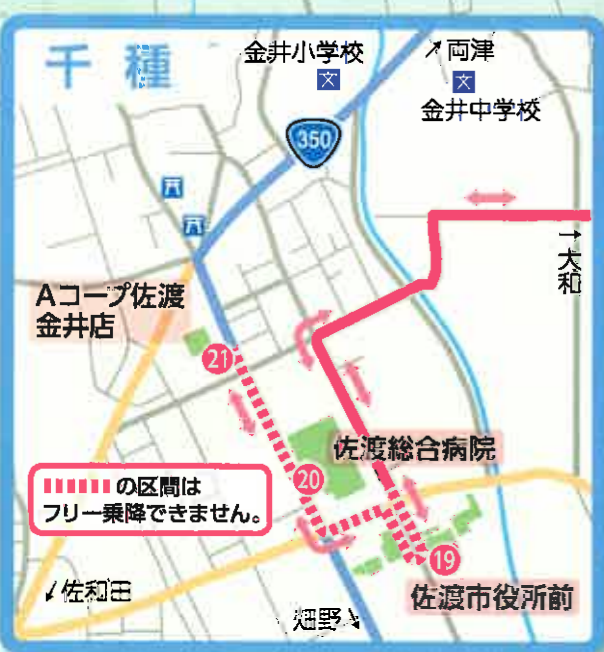 千種
金井小学校
文
↗両津
文
金井中学校
350
→大和
Aコープ佐渡
金井店
21
佐渡総合病院
の区間は
フリー乗降できません。
20
19
佐渡市役所前
↙佐和田
畑野↘